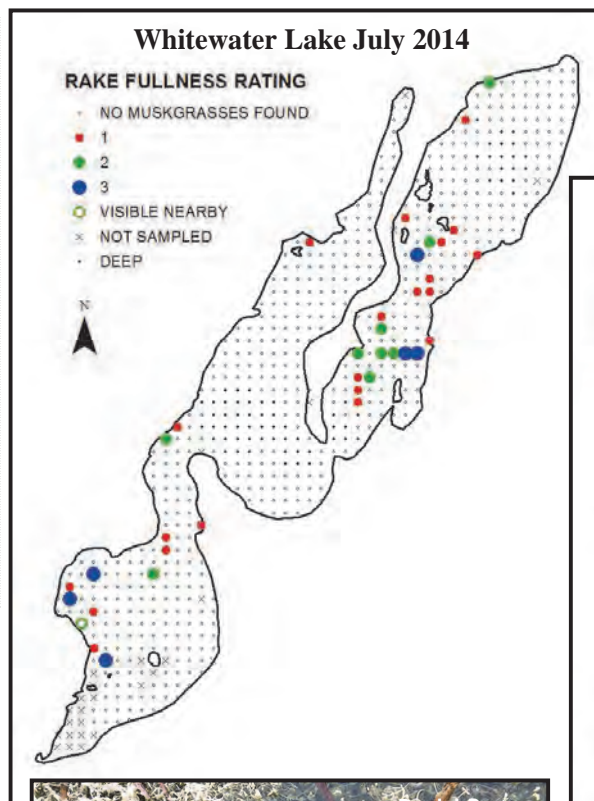 Whitewater Lake July 2014
RAKE FULLNESS RATING
NO MUSKGRASSES FOUND
1
2
3
VISIBLE NEARBY
NOT SAMPLED
DEEP
N